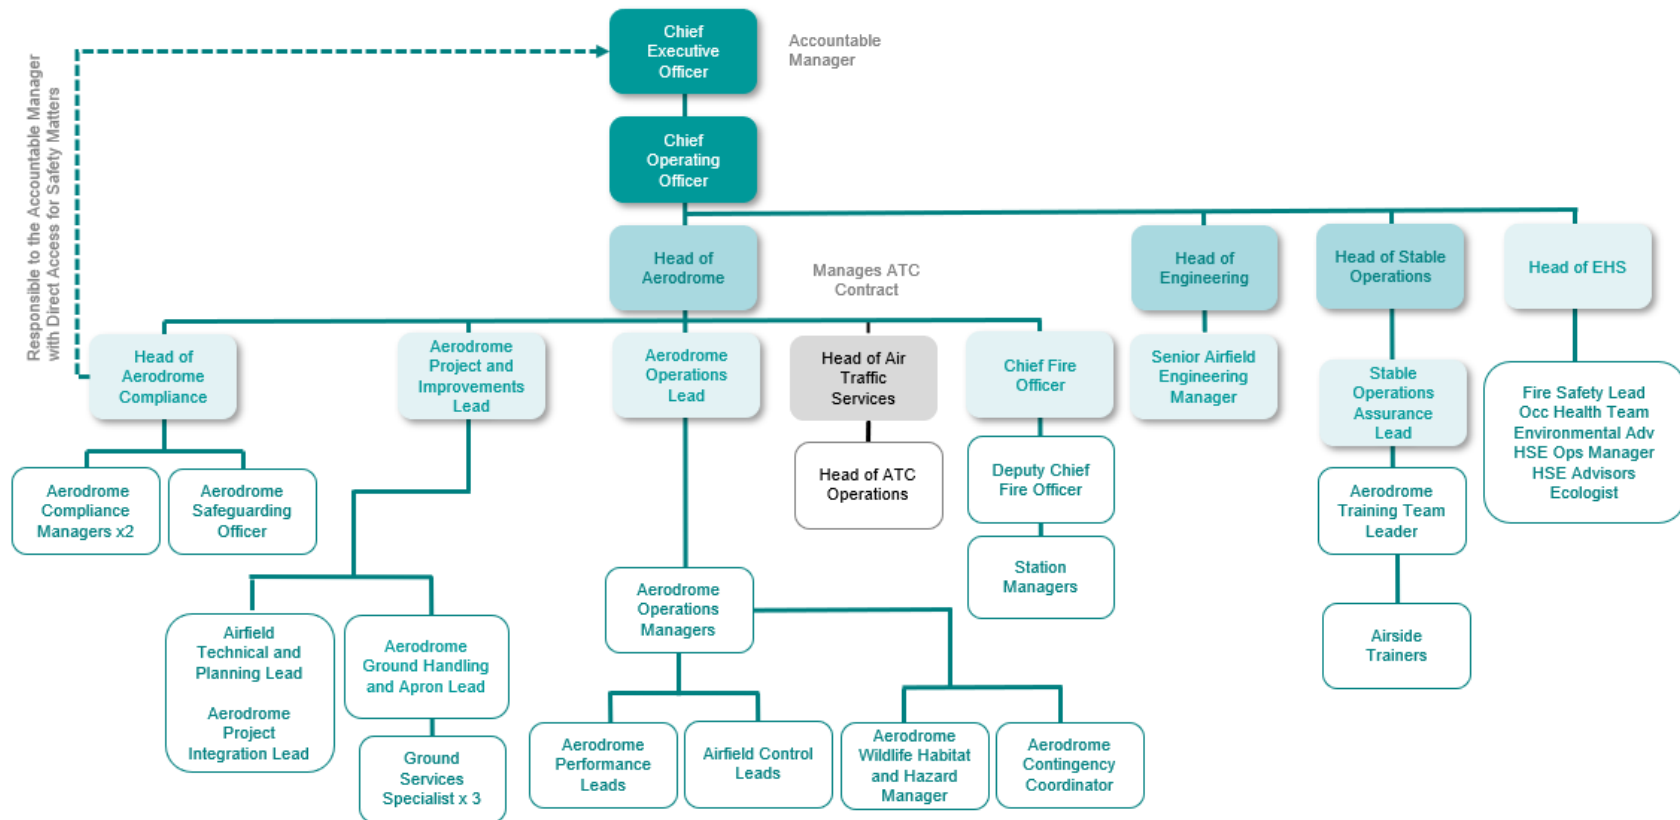 Chief
Executive
Officer
Accountable
Manager
Responsible to the Accountable Manager
with Direct Access for Safety Matters
Chief
Operating
Officer
Head of
Aerodrome
Manages ATC
Contract
Head of
Engineering
Head of Stable
Operations
Head of EHS
Head of
Aerodrome
Compliance
Aerodrome
Project and
Improvements
Lead
Aerodrome
Operations
Lead
Head of Air
Traffic
Services
Chief Fire
Officer
Senior Airfield
Engineering
Manager
Stable
Operations
Assurance
Lead
Fire Safety Lead
Occ Health Team
Environmental Adv
HSE Ops Manager
HSE Advisors
Ecologist
Aerodrome
Compliance
Managers x2
Aerodrome
Safeguarding
Officer
Head of ATC
Operations
Deputy Chief
Fire Officer
Aerodrome
Training Team
Leader
Station
Managers
Airfield
Technical and
Planning Lead
Aerodrome
Project
Integration Lead
Aerodrome
Ground Handling
and Apron Lead
Aerodrome
Operations
Managers
Airside
Trainers
Ground
Services
Specialist x 3
Aerodrome
Performance
Leads
Airfield Control
Leads
Aerodrome
Wildlife Habitat
and Hazard
Manager
Aerodrome
Contingency
Coordinator